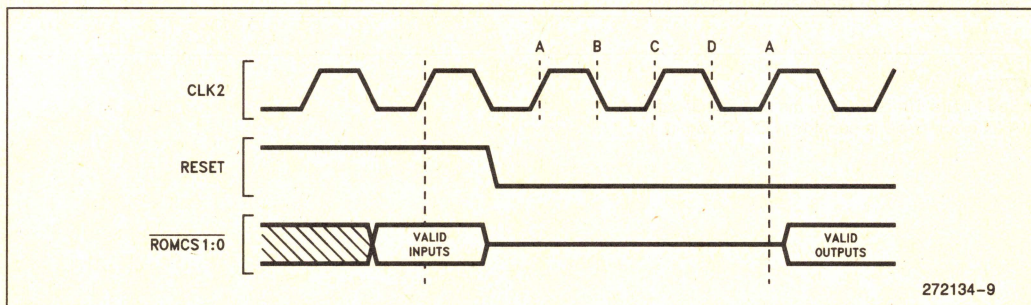 A B C D A
CLK2
RESET
ROMCS1:0
VALID
INPUTS
VALID
OUTPUTS
272134-9